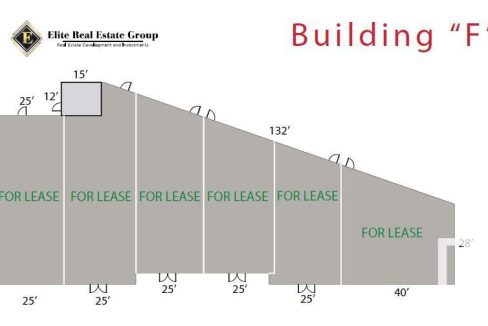 Elite Real Estate Group
Real Estate Development and Investments
Building “F”
15’
25’
12’
132’
FOR LEASE
FOR LEASE
FOR LEASE
FOR LEASE
FOR LEASE
FOR LEASE
28’
25’
25’
25’
25’
25’
40’